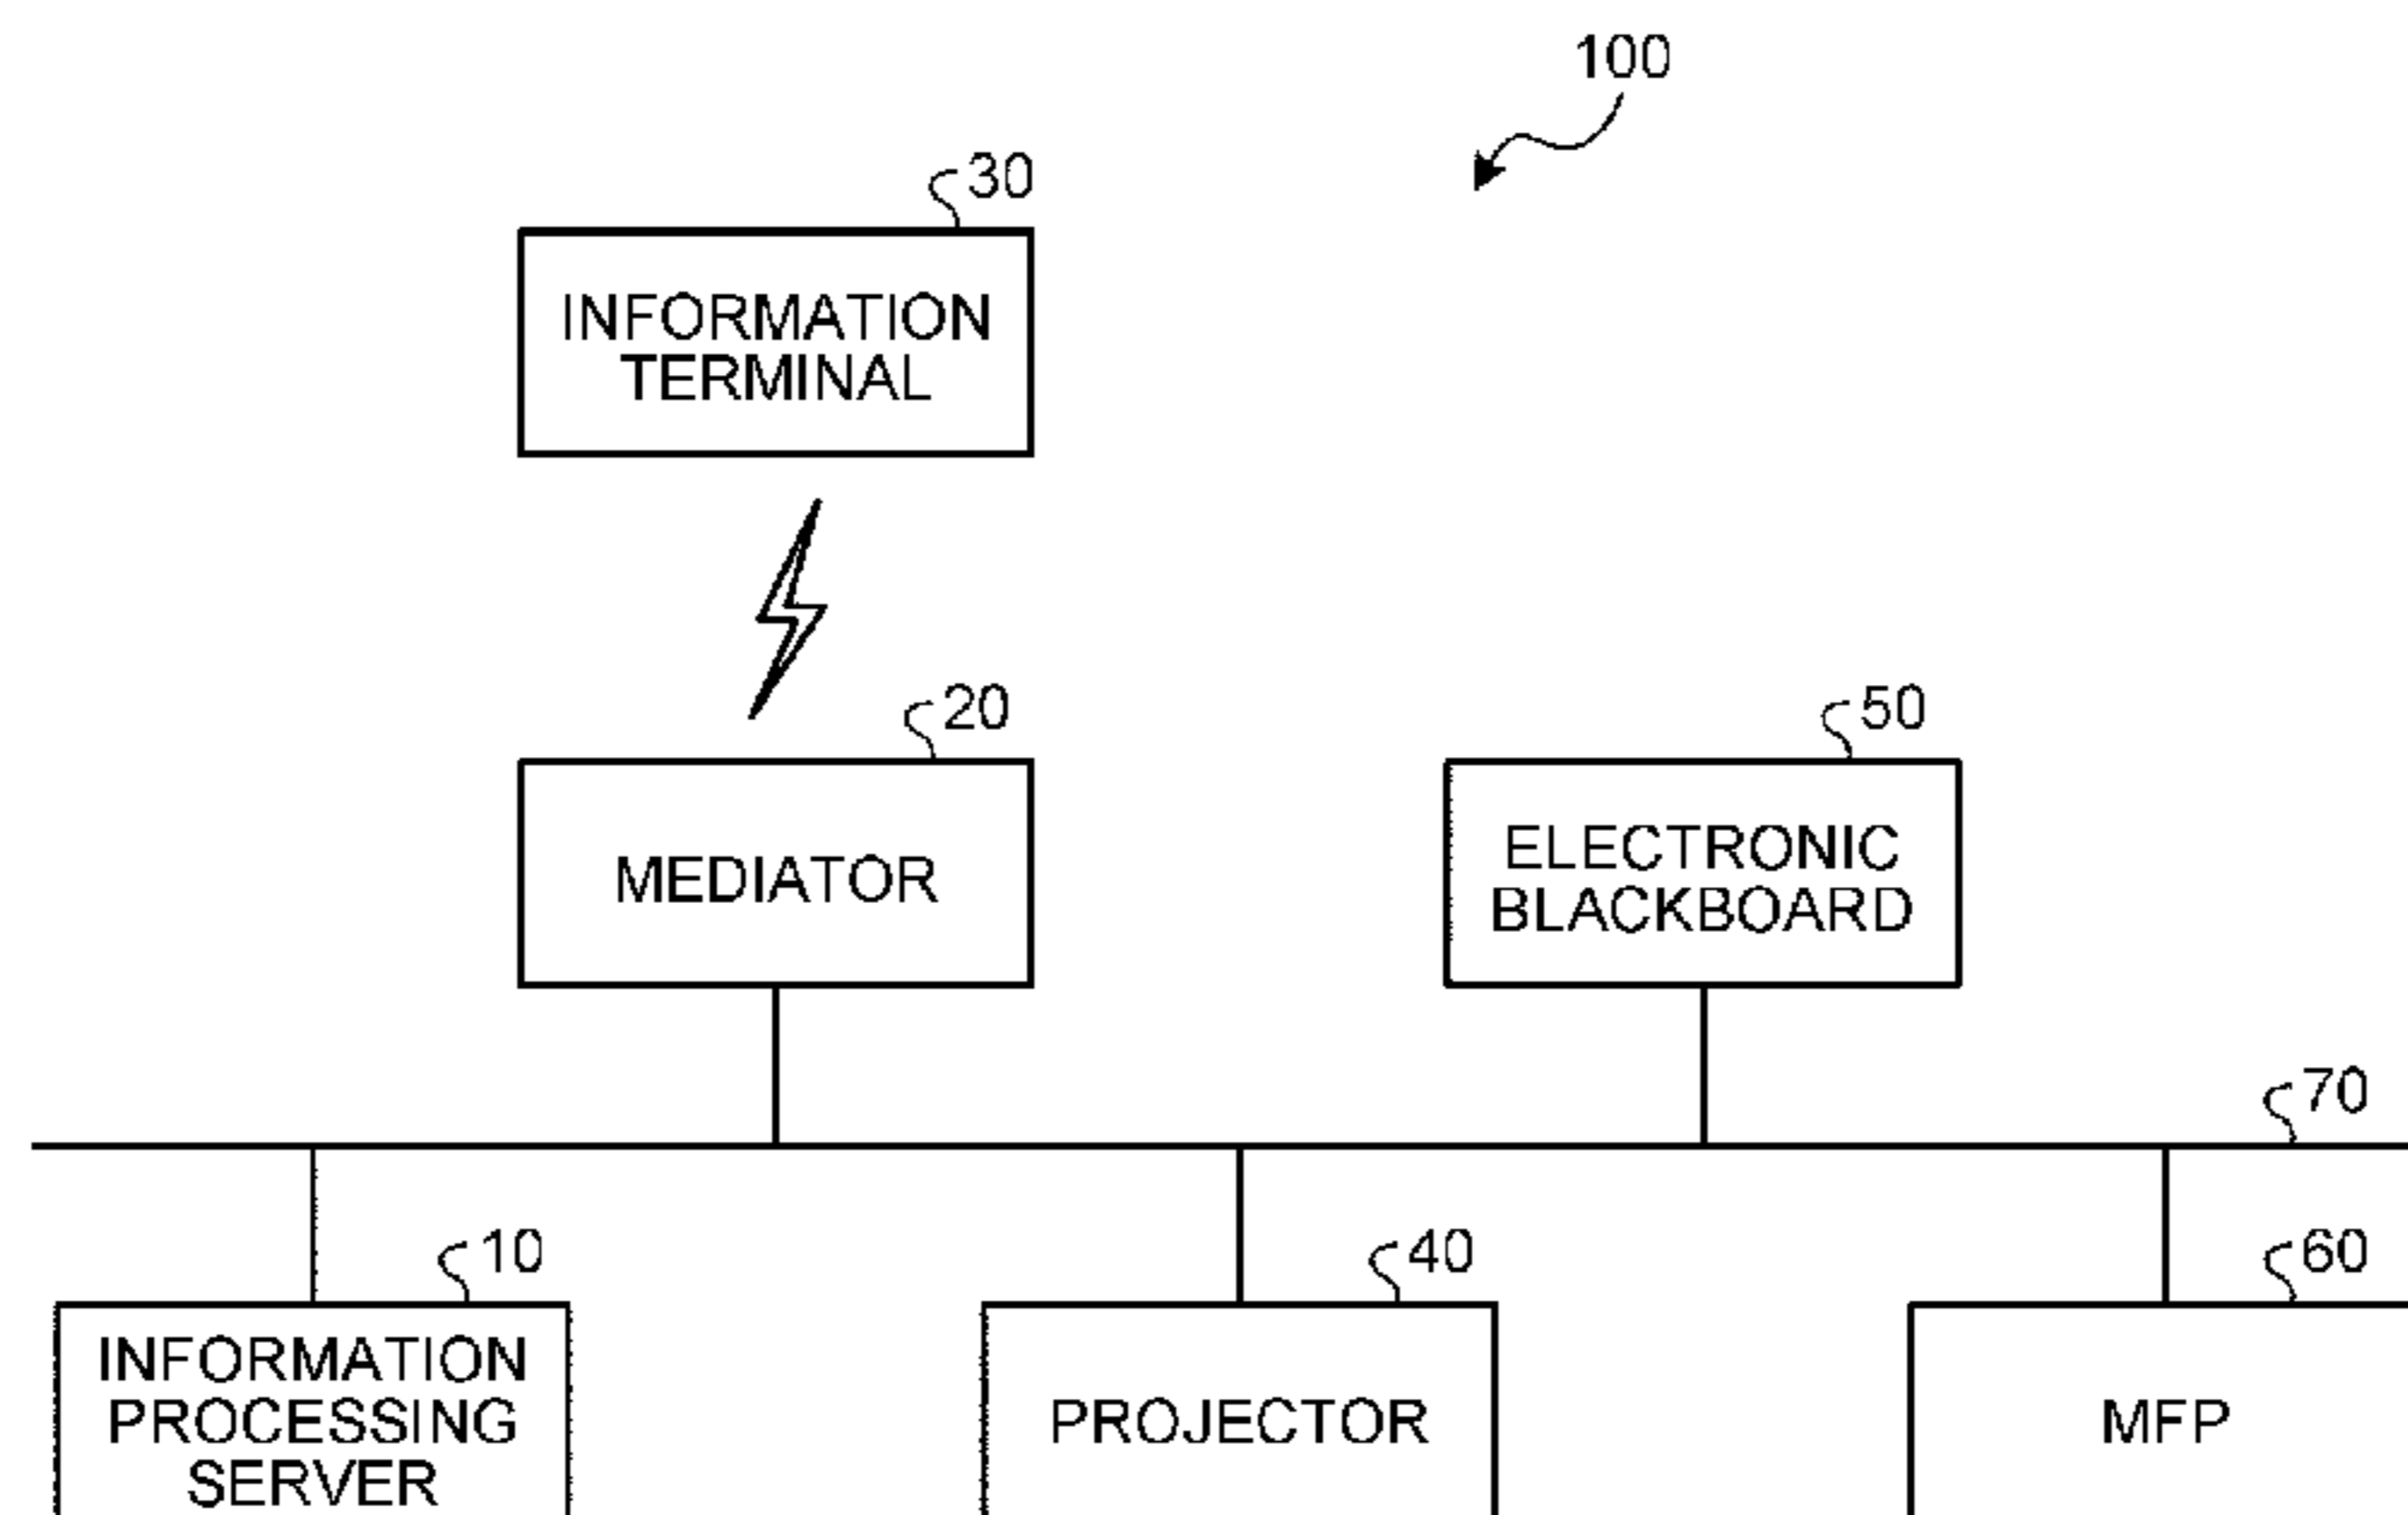 100
30
INFORMATION
TERMINAL
20
MEDIATOR
50
ELECTRONIC
BLACKBOARD
70
10
INFORMATION
PROCESSING
SERVER
40
PROJECTOR
60
MFP